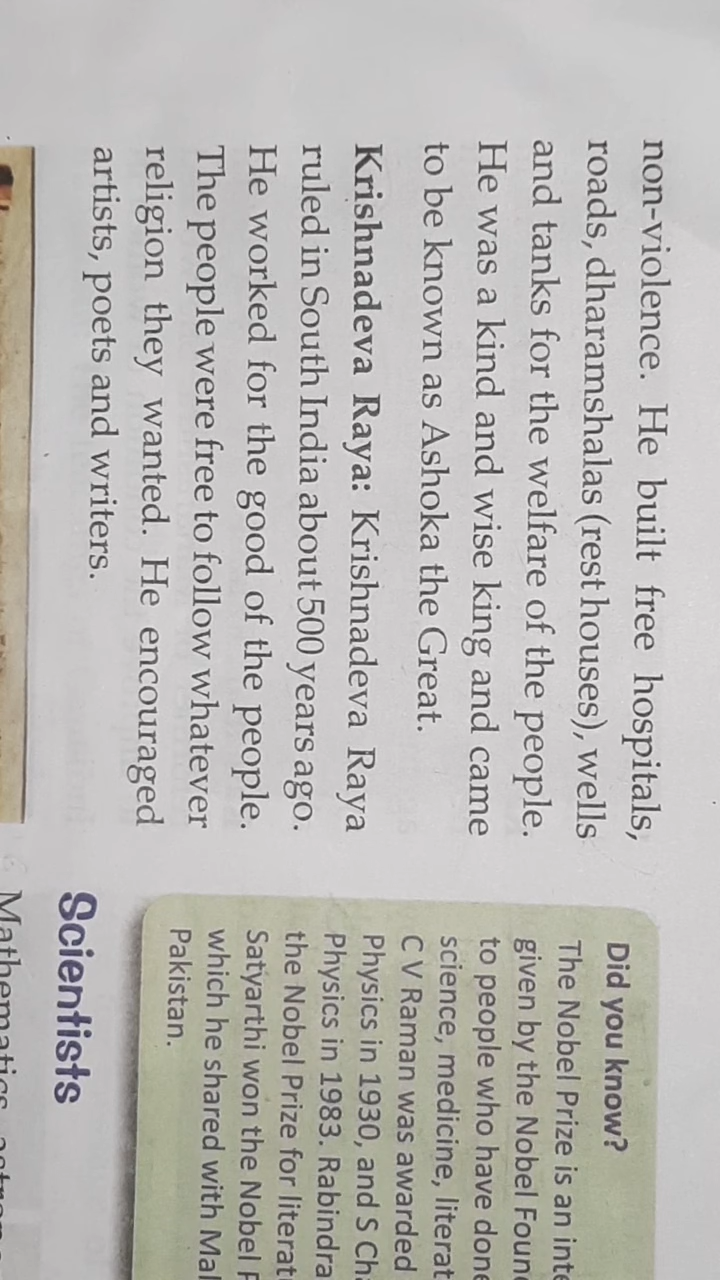 non-violence. He built free hospitals,
roads, dharamshalas (rest houses), wells
and tanks for the welfare of the people.
He was a kind and wise king and came
to be known as Ashoka the Great.
Krishnadeva Raya: Krishnadeva Raya
ruled in South India about 500 years ago.
He worked for the good of the people.
The people were free to follow whatever
religion they wanted. He encouraged
artists, poets and writers.
Did you know?
The Nobel Prize is an
given by the Nobel
to people who have done
science, medicine,
C V Raman was awarded
Physics in 1930, and S
Physics in 1983.
the Nobel Prize for
Satyarthi won the Nobel
which he shared with
Pakistan.
Scientists
Mathematics,